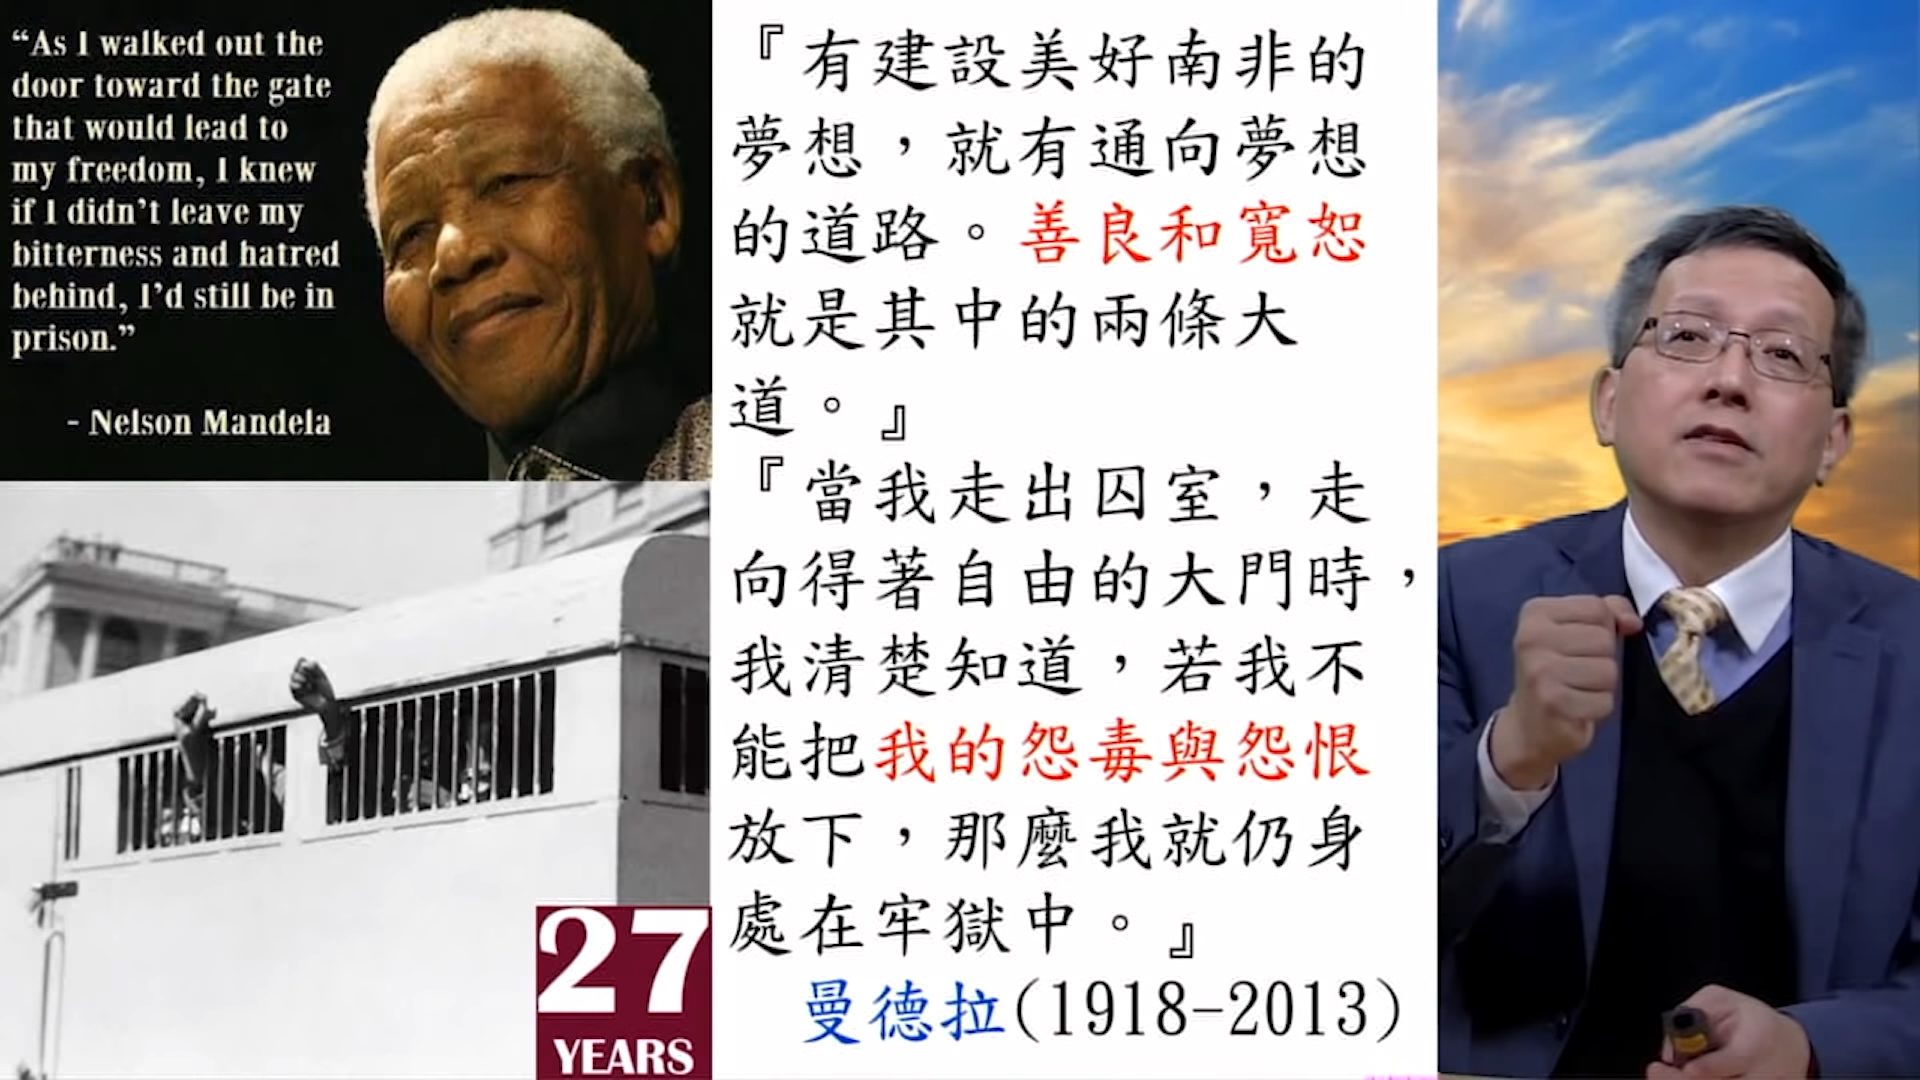 “As I walked out the
door toward the gate
that would lead to
my freedom, I knew
if I didn’t leave my
bitterness and hatred
behind, I’d still be in
prison.”
- Nelson Mandela
27
YEARS
『有建設美好南非的
夢想，就有通向夢想
的道路。善良和寬恕
就是其中的兩條大
道。』
『當我走出囚室，走
向得著自由的大門時，
我清楚知道，若我不
能把我的怨毒與怨恨
放下，那麼我就仍身
處在牢獄中。』
曼德拉(1918-2013)